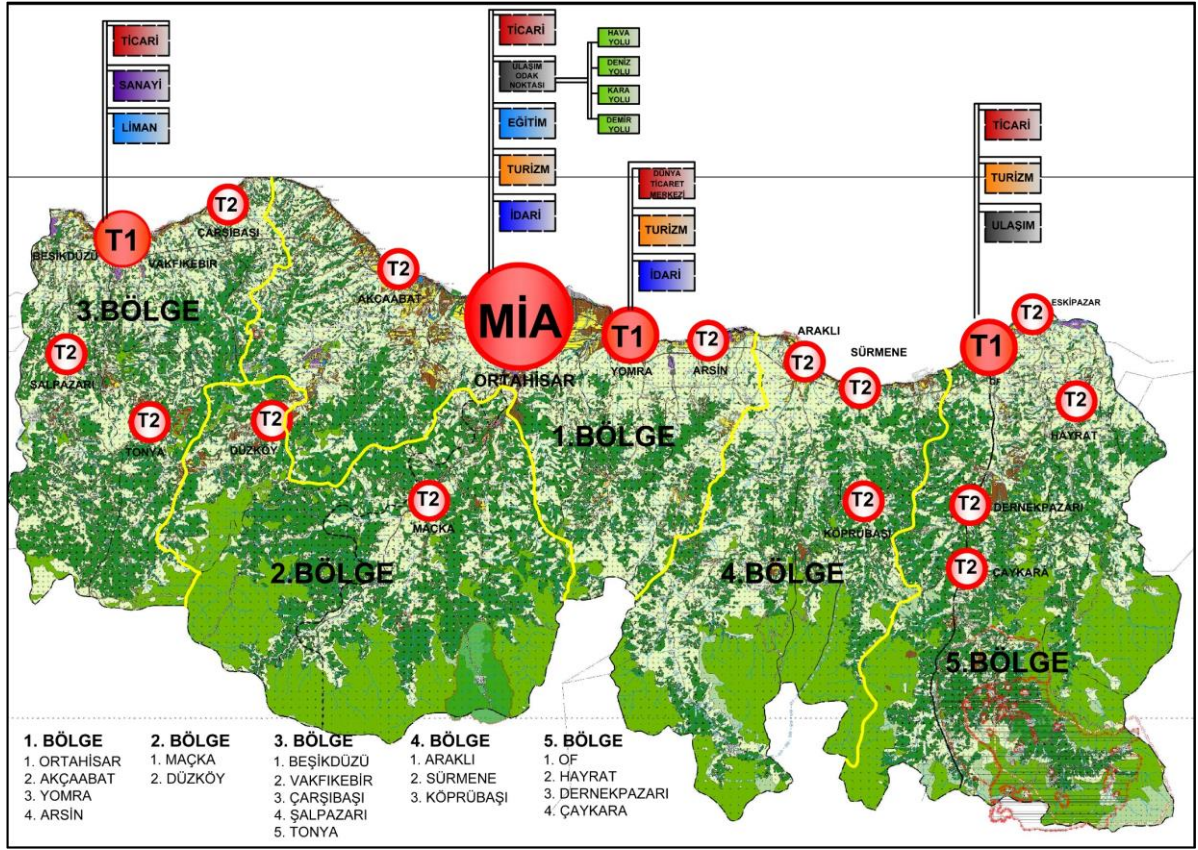 TİCARİ
SANAYİ
LİMAN
TİCARİ
ULAŞIM
ODAK
NOKTASI
HAVA
YOLU
DENİZ
YOLU
KARA
YOLU
DEMİR
YOLU
EĞİTİM
TURİZM
İDARİ
DÜNYA
TİCARET
MERKEZİ
TURİZM
İDARİ
TİCARİ
TURİZM
ULAŞIM
T2
ÇARŞIBAŞI
T1
BEŞİKDÜZÜ
VAKFIKEBİR
3.BÖLGE
T2
ŞALPAZARI
T2
TONYA
T2
DÜZKÖY
T2
AKÇAABAT
MİA
ORTAHİSAR
T1
YOMRA
T2
ARSİN
1.BÖLGE
T2
MAÇKA
2.BÖLGE
ARAKLI
T2
SÜRMENE
T2
T2
KÖPRÜBAŞI
4.BÖLGE
T1
OF
T2
ESKİPAZAR
T2
HAYRAT
T2
DERNEKPAZARI
T2
ÇAYKARA
5.BÖLGE
1. BÖLGE
1. ORTAHİSAR
2. AKÇAABAT
3. YOMRA
4. ARSİN
2. BÖLGE
1. MAÇKA
2. DÜZKÖY
3. BÖLGE
1. BEŞİKDÜZÜ
2. VAKFIKEBİR
3. ÇARŞIBAŞI
4. ŞALPAZARI
5. TONYA
4. BÖLGE
1. ARAKLI
2. SÜRMENE
3. KÖPRÜBAŞI
5. BÖLGE
1. OF
2. HAYRAT
3. DERNEKPAZARI
4. ÇAYKARA